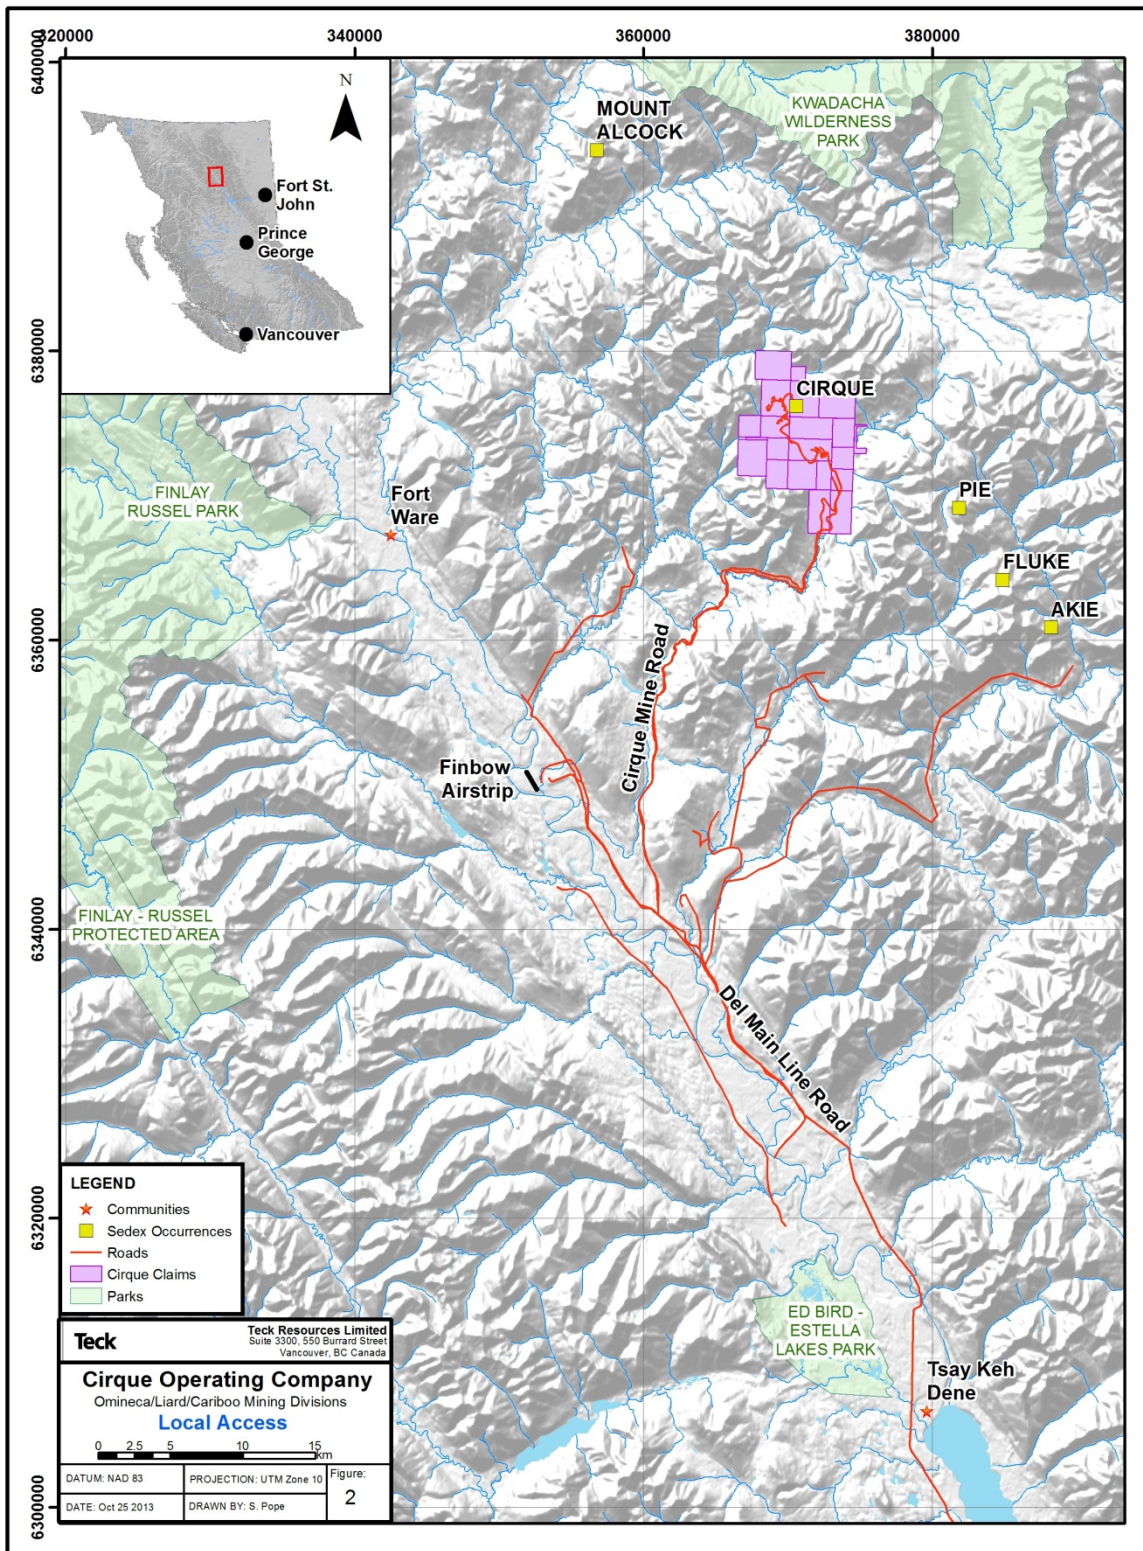 320000
340000
360000
380000
6400000
6380000
6360000
6340000
6320000
6300000
N
Fort St.
John
Prince
George
Vancouver
MOUNT
ALCOCK
KWADACHA
WILDERNESS
PARK
CIRQUE
FINLAY
RUSSEL PARK
Fort
Ware
PIE
FLUKE
AKIE
Cirque Mine Road
Finbow
Airstrip
FINLAY - RUSSEL
PROTECTED AREA
Del Main Line Road
ED BIRD -
ESTELLA
LAKES PARK
Tsay Keh
Dene
LEGEND
Communities
Sedex Occurrences
Roads
Cirque Claims
Parks
Teck
Teck Resources Limited
Suite 3300, 550 Burrard Street
Vancouver, BC Canada
Cirque Operating Company
Omineca/Liard/Cariboo Mining Divisions
Local Access
0 2.5 5 10 15
km
DATUM: NAD 83
PROJECTION: UTM Zone 10
Figure:
2
DATE: Oct 25 2013
DRAWN BY: S. Pope